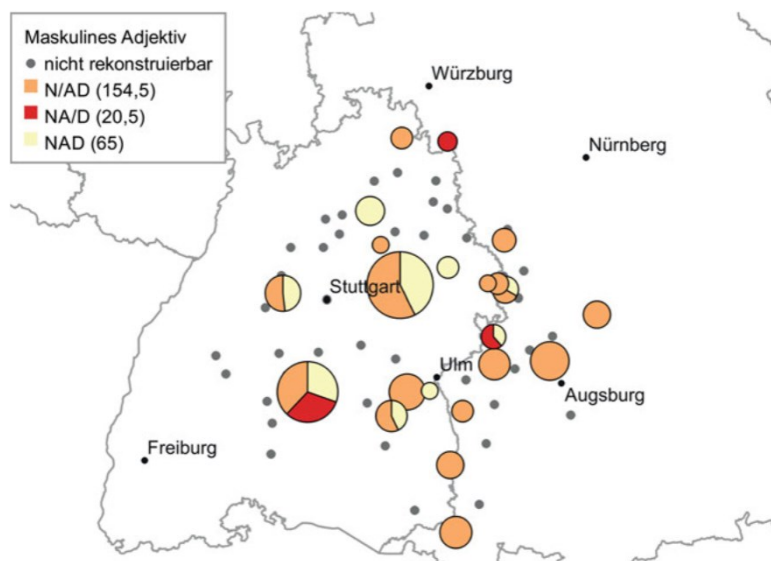 Maskulines Adjektiv
nicht rekonstruierbar
N/AD (154,5)
NA/D (20,5)
NAD (65)
Würzburg
Nürnberg
Stuttgart
Ulm
Augsburg
Freiburg